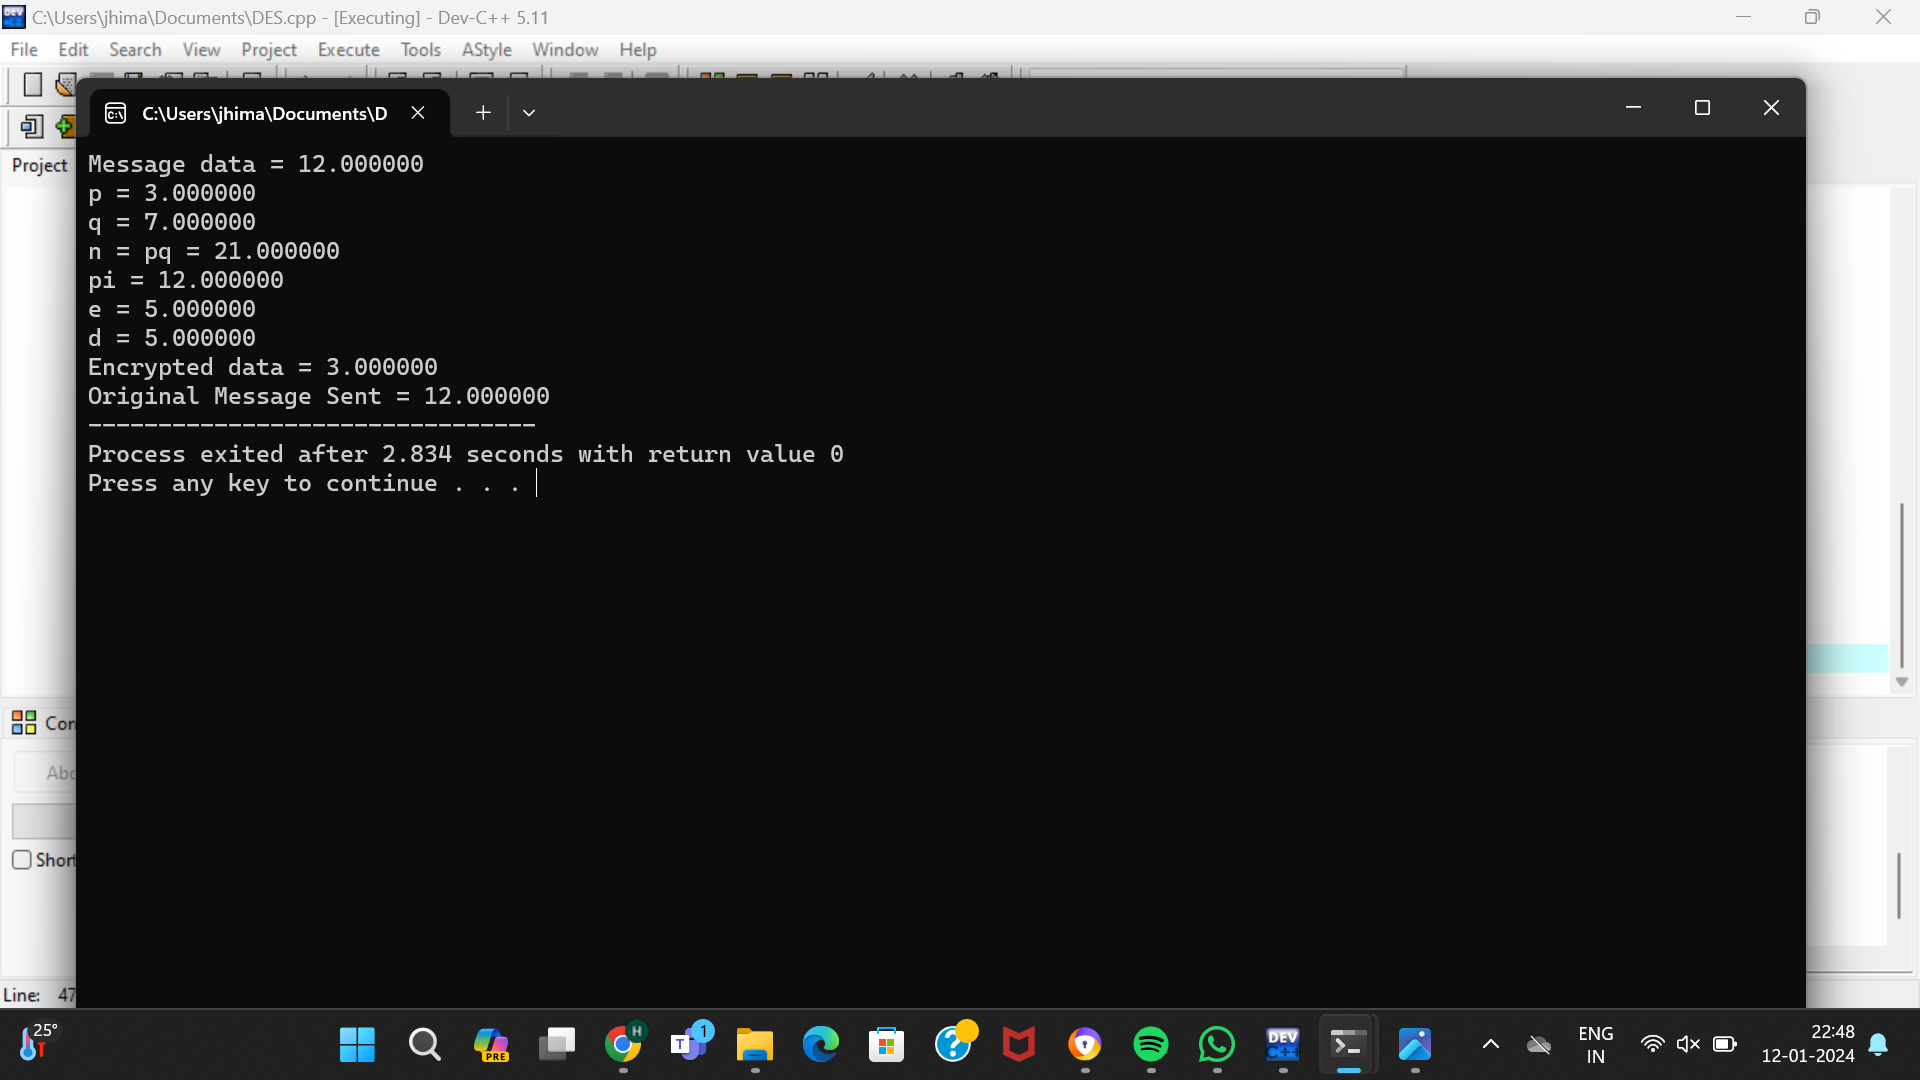 C:\Users\jhima\Documents\DES.cpp - [Executing] - Dev-C++ 5.11
File Edit Search View Project Execute Tools AStyle Window Help
C:\Users\jhima\Documents\D
Project
Message data = 12.000000
p = 3.000000
q = 7.000000
n = pq = 21.000000
pi = 12.000000
e = 5.000000
d = 5.000000
Encrypted data = 3.000000
Original Message Sent = 12.000000
--------------------------------
Process exited after 2.834 seconds with return value 0
Press any key to continue . . .
Com
Abo
Short
Line: 47
25°
PRE
H
T
1
DEV
C++
ENG
IN
22:48
12-01-2024